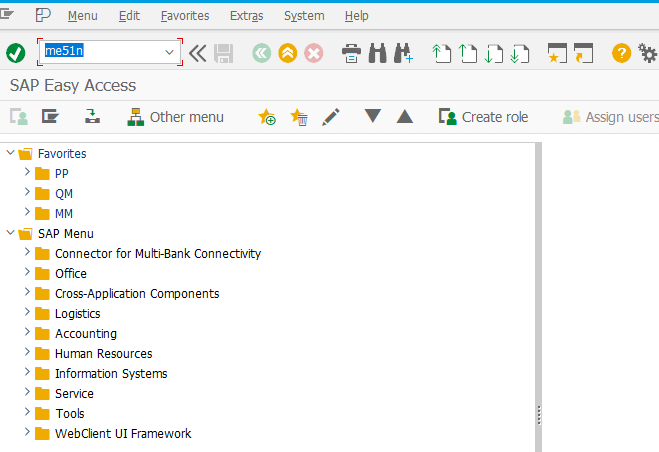 Menu Edit Favorites Extras System Help
me51n
SAP Easy Access
Other menu Create role Assign users
Favorites
PP
QM
MM
SAP Menu
Connector for Multi-Bank Connectivity
Office
Cross-Application Components
Logistics
Accounting
Human Resources
Information Systems
Service
Tools
WebClient UI Framework